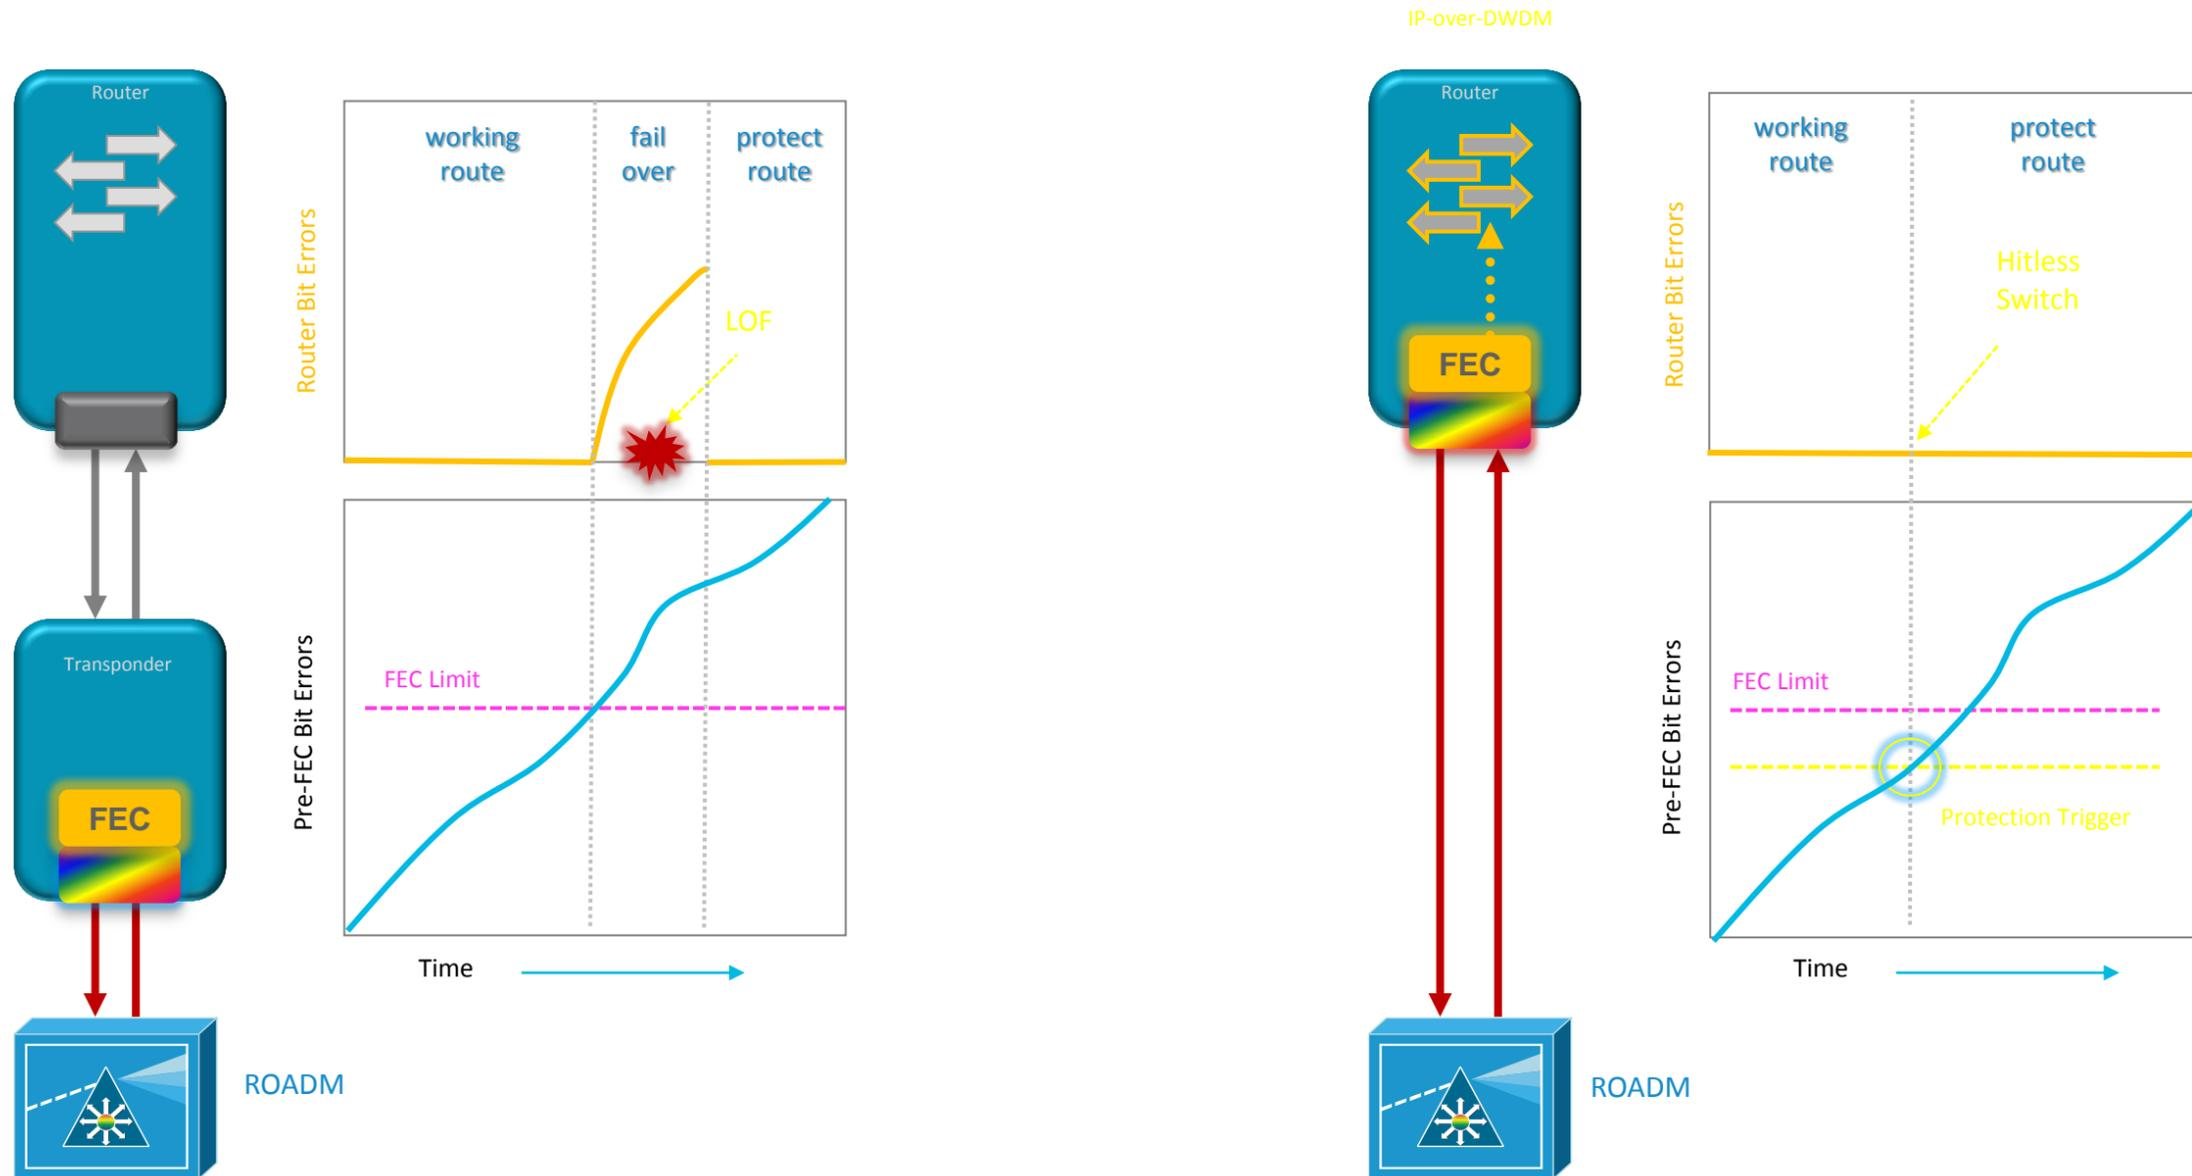 IP-over-DWDM
Router
working
route
fail
over
protect
route
Router Bit Errors
LOF
Pre-FEC Bit Errors
FEC Limit
Transponder
FEC
Time
ROADM
Router
FEC
working
route
protect
route
Router Bit Errors
Hitless
Switch
Pre-FEC Bit Errors
FEC Limit
Protection Trigger
Time
ROADM